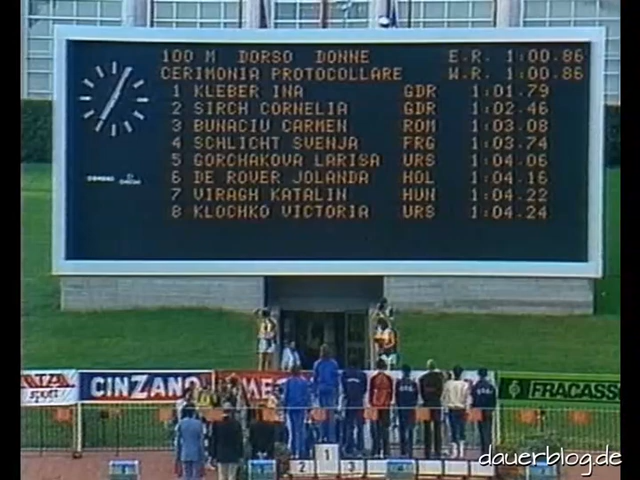 100 M DORSO DONNE E.R. 1:00.86
CERIMONIA PROTOCOLLARE W.R. 1:00.86
1 KLEBER INA GDR 1:01.79
2 SIRCH CORNELIA GDR 1:02.46
3 BUNACIU CARMEN ROM 1:03.08
4 SCHLICHT SVENJA FRG 1:03.74
5 GORCHAKOVA LARISA URS 1:04.06
6 DE ROVER JOLANDA HOL 1:04.16
7 VIRAGH KATALIN HUN 1:04.22
8 KLOCHKO VICTORIA URS 1:04.24
CINZANO
FRACASSO
2 1 3
dauerblog.de